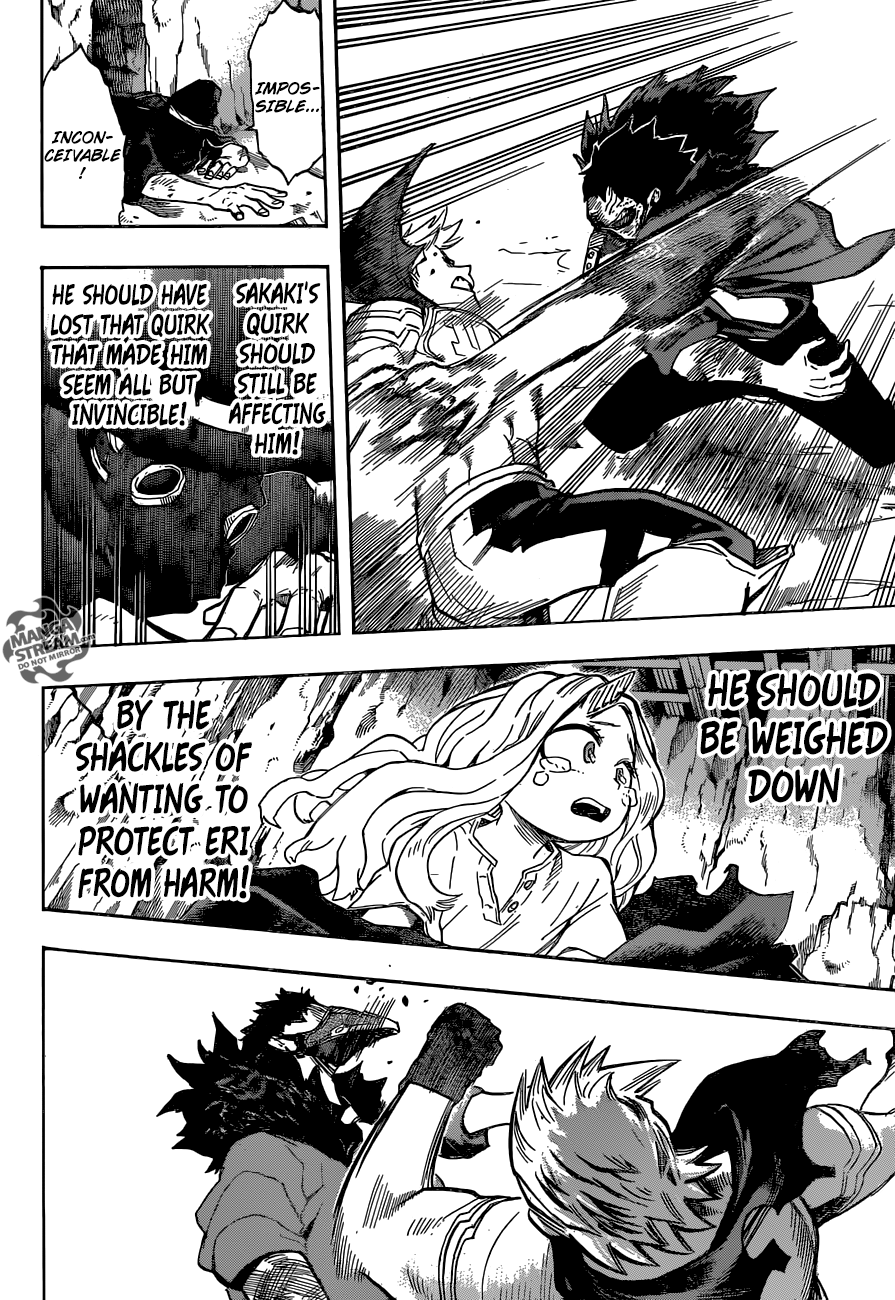 IMPOS-
SIBLE...
INCON-
CEIVABLE
!
SAKAKI'S
QUIRK
SHOULD
STILL BE
AFFECTING
HIM!
HE SHOULD HAVE
LOST THAT QUIRK
THAT MADE HIM
SEEM ALL BUT
INVINCIBLE!
MANGA
STREAM.com
DO NOT MIRROR
HE SHOULD
BE WEIGHED
DOWN
BY THE
SHACKLES OF
WANTING TO
PROTECT ERI
FROM HARM!